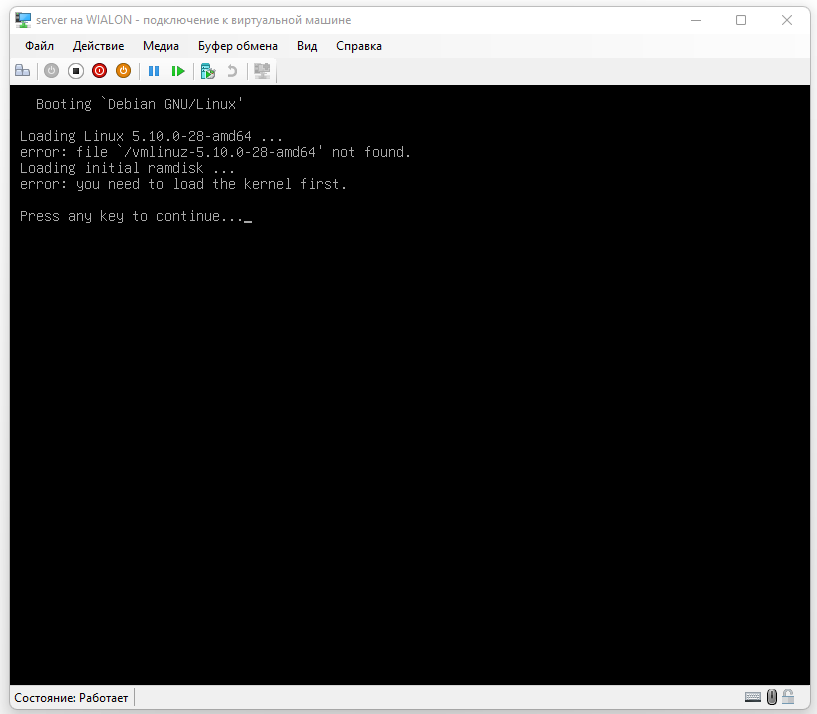 server на WIALON - подключение к виртуальной машине
Файл Действие Медиа Буфер обмена Вид Справка
Booting `Debian GNU/Linux'
Loading Linux 5.10.0-28-amd64 ...
error: file `/vmlinuz-5.10.0-28-amd64' not found.
Loading initial ramdisk ...
error: you need to load the kernel first.
Press any key to continue..._
Состояние: Работает